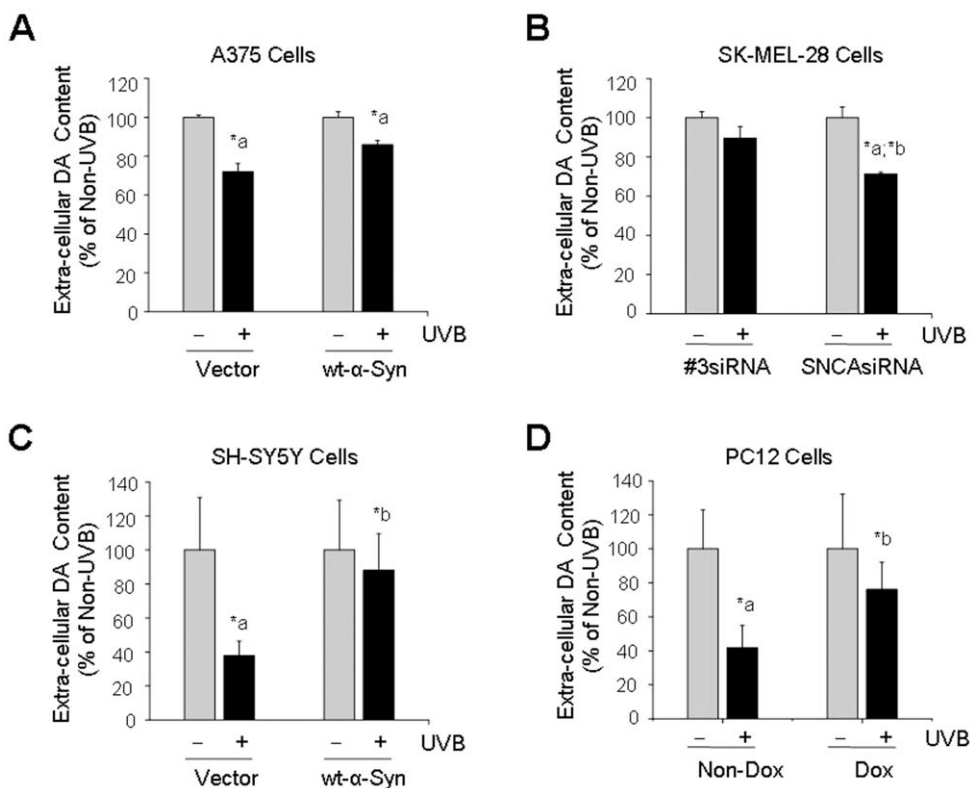 A
A375 Cells
Extra-cellular DA Content
(% of Non-UVB)
120
100
80
60
40
20
0
*a
*a
– + – + UVB
Vector wt-α-Syn
B
SK-MEL-28 Cells
Extra-cellular DA Content
(% of Non-UVB)
120
100
80
60
40
20
0
*a;*b
– + – + UVB
#3siRNA SNCAsiRNA
C
SH-SY5Y Cells
Extra-cellular DA Content
(% of Non-UVB)
140
120
100
80
60
40
20
0
*a
*b
– + – + UVB
Vector wt-α-Syn
D
PC12 Cells
Extra-cellular DA Content
(% of Non-UVB)
140
120
100
80
60
40
20
0
*a
*b
– + – + UVB
Non-Dox Dox